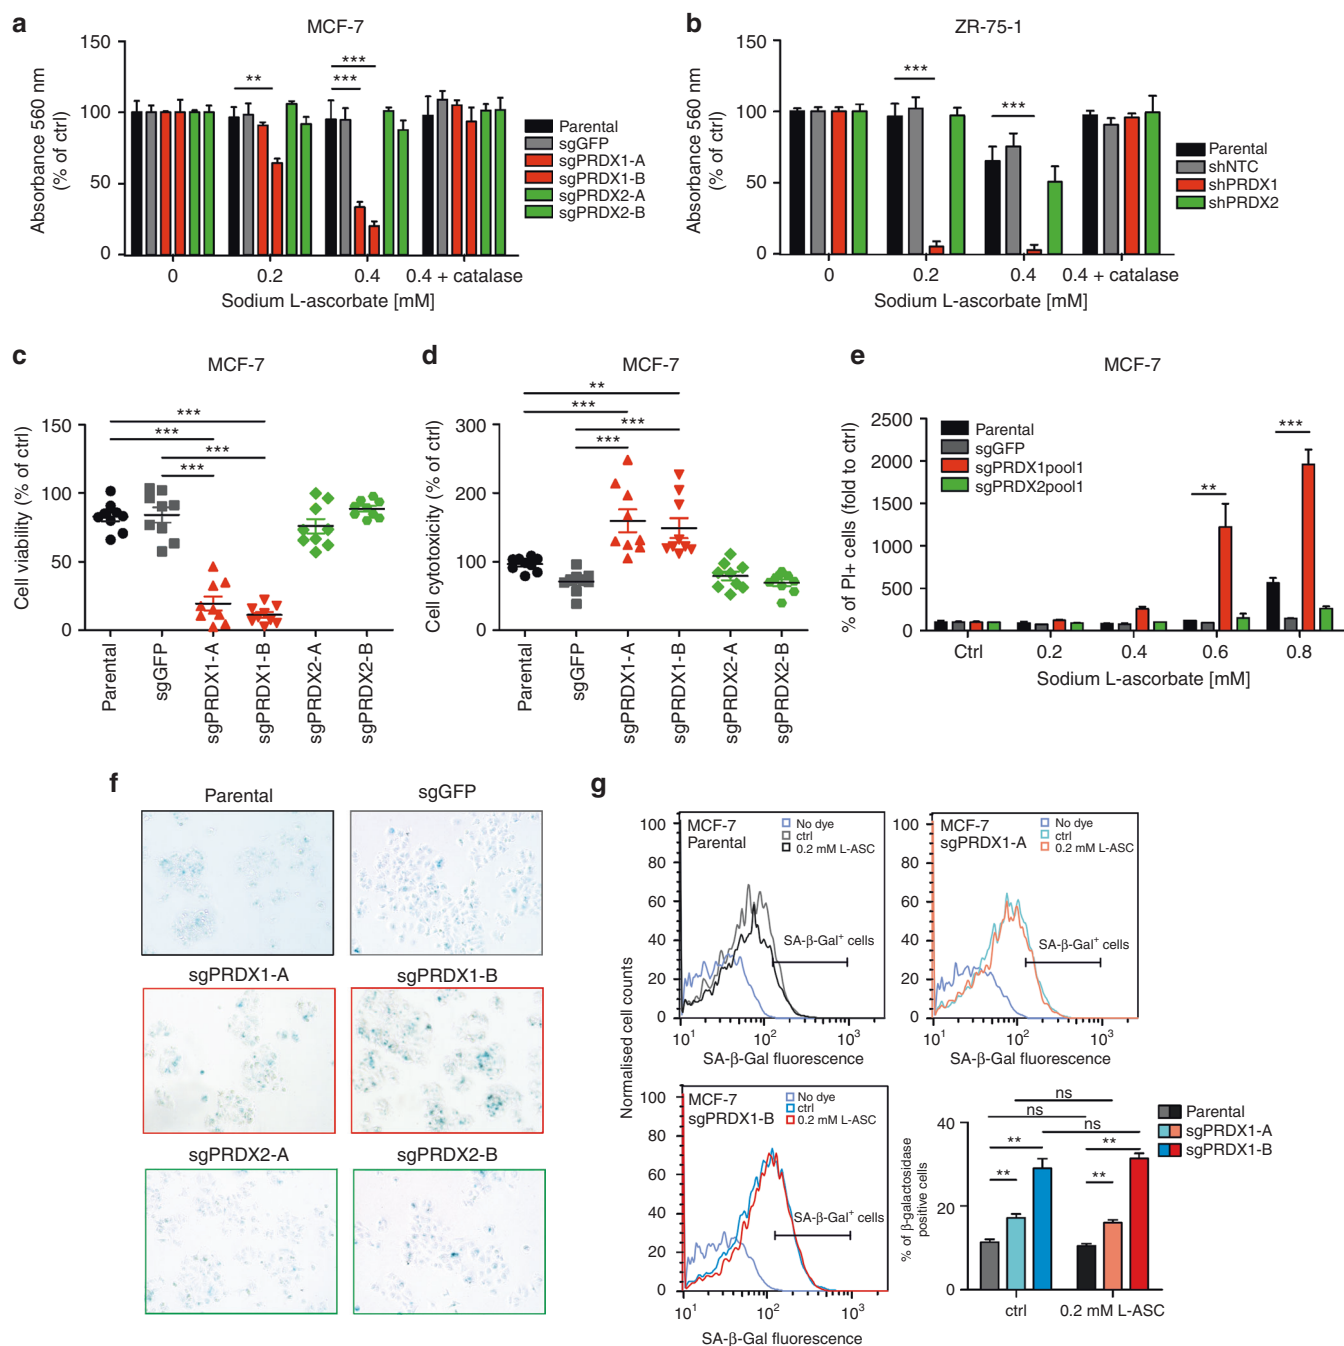 a
MCF-7
Absorbance 560 nm
(% of ctrl)
150
100
50
0
0
0.2
0.4
0.4 + catalase
Sodium L-ascorbate [mM]
**
***
***
Parental
sgGFP
sgPRDX1-A
sgPRDX1-B
sgPRDX2-A
sgPRDX2-B
b
ZR-75-1
Absorbance 560 nm
(% of ctrl)
150
100
50
0
0
0.2
0.4
0.4 + catalase
Sodium L-ascorbate [mM]
***
***
Parental
shNTC
shPRDX1
shPRDX2
c
MCF-7
Cell viability (% of ctrl)
150
100
50
0
***
***
***
***
Parental
sgGFP
sgPRDX1-A
sgPRDX1-B
sgPRDX2-A
sgPRDX2-B
d
MCF-7
Cell cytotoxicity (% of ctrl)
300
200
100
0
**
***
***
***
Parental
sgGFP
sgPRDX1-A
sgPRDX1-B
sgPRDX2-A
sgPRDX2-B
e
MCF-7
% of PI+ cells (fold to ctrl)
2500
2000
1500
1000
500
0
Parental
sgGFP
sgPRDX1pool1
sgPRDX2pool1
**
***
Ctrl
0.2
0.4
0.6
0.8
Sodium L-ascorbate [mM]
f
Parental
sgGFP
sgPRDX1-A
sgPRDX1-B
sgPRDX2-A
sgPRDX2-B
g
Normalised cell counts
100
80
60
40
20
0
MCF-7
Parental
No dye
ctrl
0.2 mM L-ASC
SA-β-Gal⁺ cells
10¹
10²
10³
SA-β-Gal fluorescence
100
80
60
40
20
0
MCF-7
sgPRDX1-A
No dye
ctrl
0.2 mM L-ASC
SA-β-Gal⁺ cells
10¹
10²
10³
SA-β-Gal fluorescence
100
80
60
40
20
0
MCF-7
sgPRDX1-B
No dye
ctrl
0.2 mM L-ASC
SA-β-Gal⁺ cells
10¹
10²
10³
SA-β-Gal fluorescence
% of β-galactosidase
positive cells
40
20
0
ns
ns
ns
**
**
**
**
Parental
sgPRDX1-A
sgPRDX1-B
ctrl
0.2 mM L-ASC